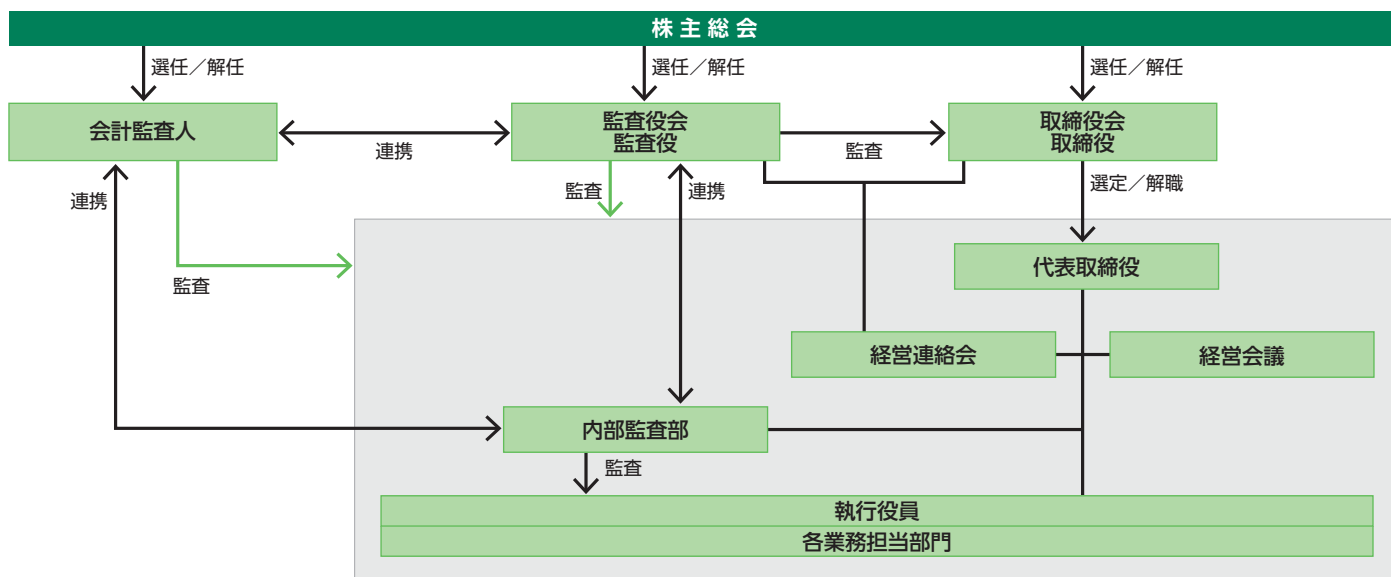 株主総会
選任／解任
選任／解任
選任／解任
会計監査人
監査役会
監査役
取締役会
取締役
連携
監査
連携
監査
連携
選定／解職
監査
代表取締役
経営連絡会
経営会議
内部監査部
監査
執行役員
各業務担当部門